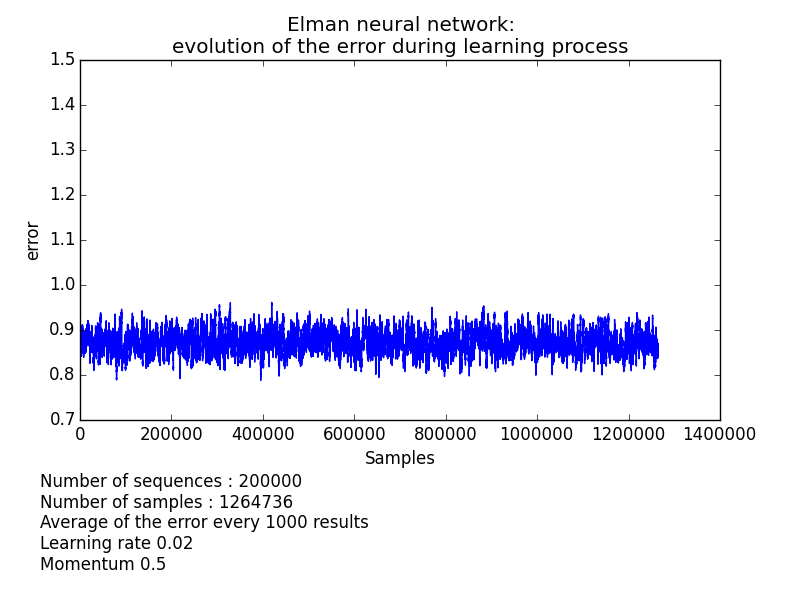 Elman neural network:
evolution of the error during learning process
1.5
1.4
1.3
1.2
1.1
1.0
0.9
0.8
0.7
error
0 200000 400000 600000 800000 1000000 1200000 1400000
Samples
Number of sequences : 200000
Number of samples : 1264736
Average of the error every 1000 results
Learning rate 0.02
Momentum 0.5